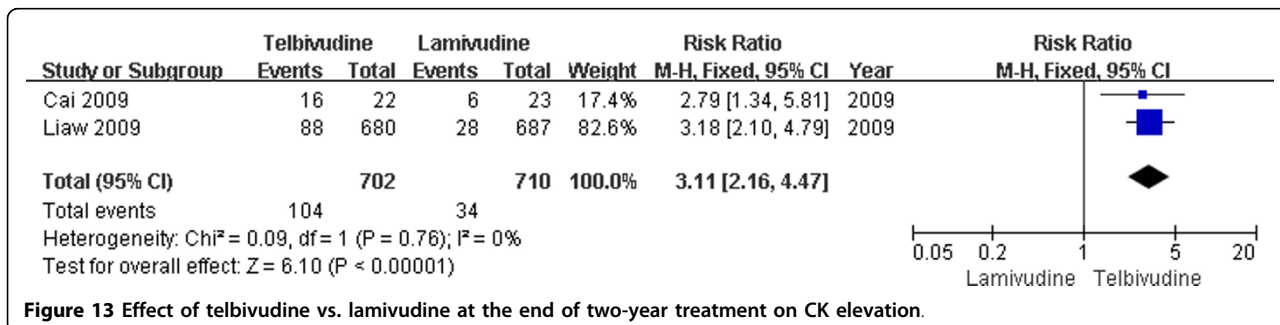 Telbivudine Lamivudine Risk Ratio Risk Ratio
Study or Subgroup Events Total Events Total Weight M-H, Fixed, 95% CI Year M-H, Fixed, 95% CI
Cai 2009 16 22 6 23 17.4% 2.79 [1.34, 5.81] 2009
Liaw 2009 88 680 28 687 82.6% 3.18 [2.10, 4.79] 2009
Total (95% CI) 702 710 100.0% 3.11 [2.16, 4.47]
Total events 104 34
Heterogeneity: Chi² = 0.09, df = 1 (P = 0.76); I² = 0%
Test for overall effect: Z = 6.10 (P < 0.00001)
0.05 0.2 1 5 20
Lamivudine Telbivudine
Figure 13 Effect of telbivudine vs. lamivudine at the end of two-year treatment on CK elevation.